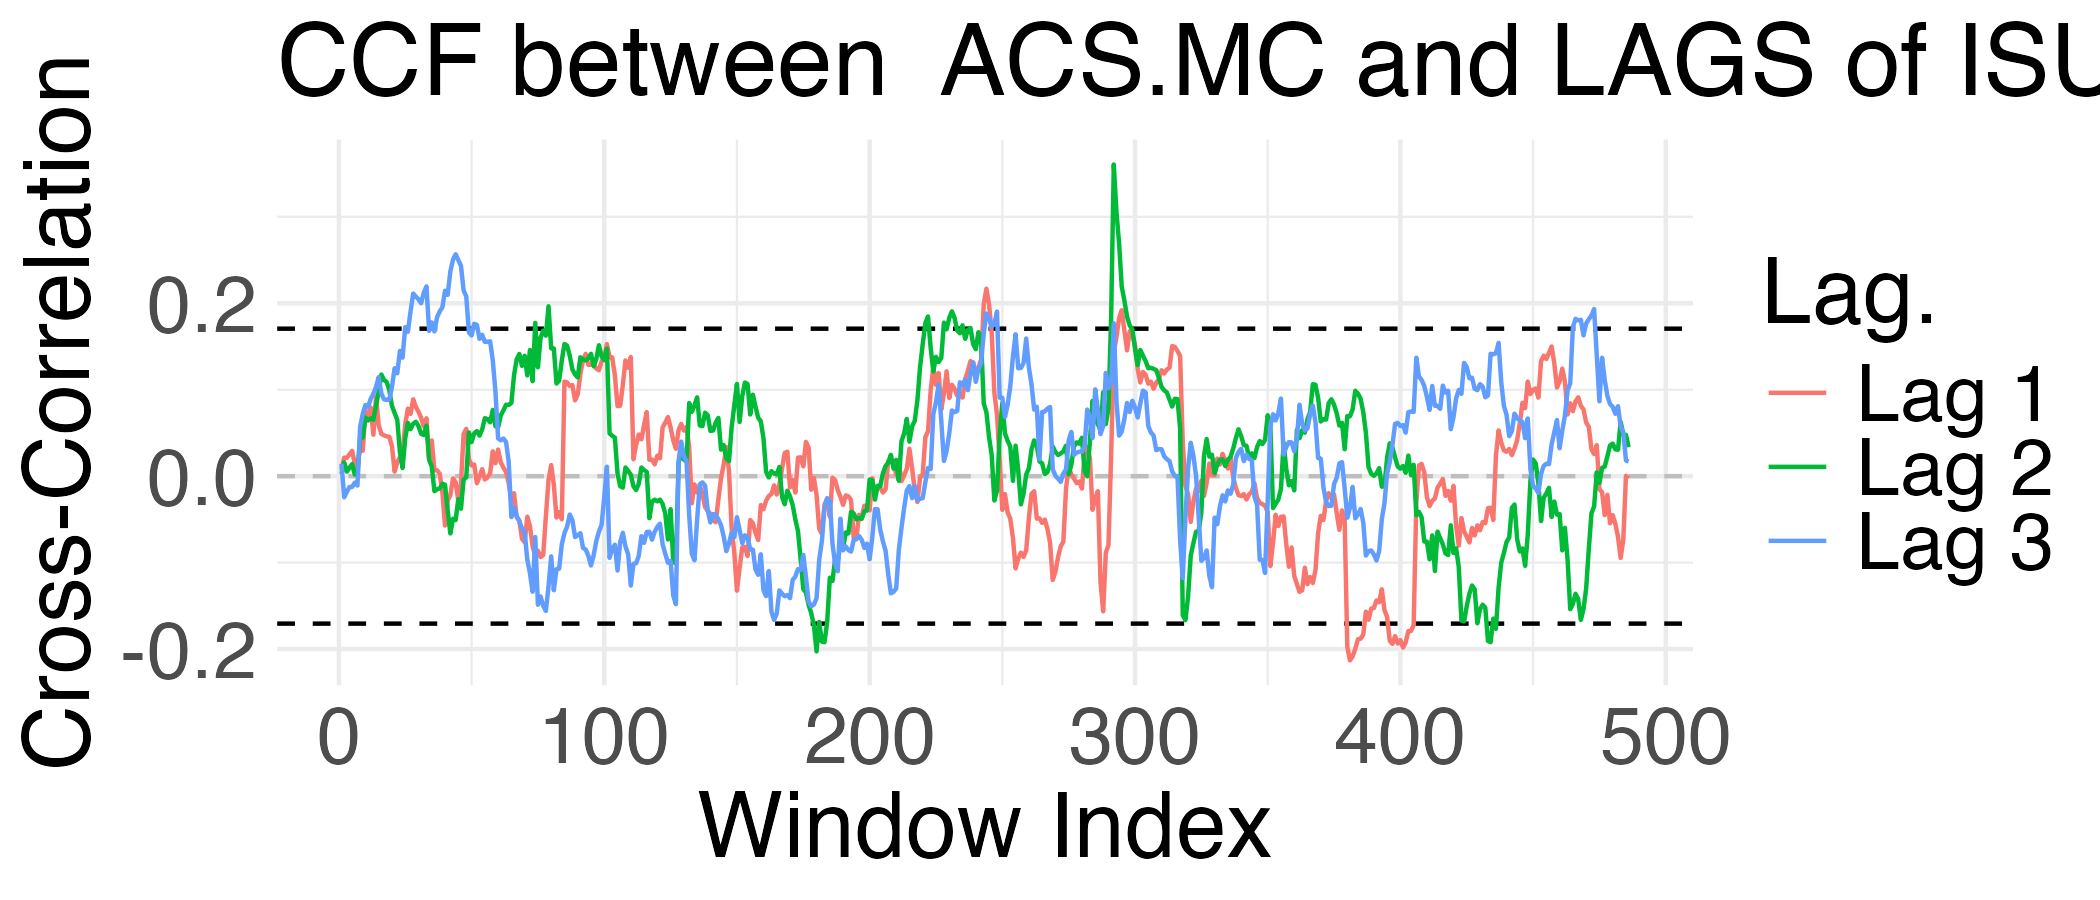 CCF between ACS.MC and LAGS of ISU
Cross-Correlation
0.2
0.0
-0.2
0 100 200 300 400 500
Window Index
Lag.
Lag 1
Lag 2
Lag 3